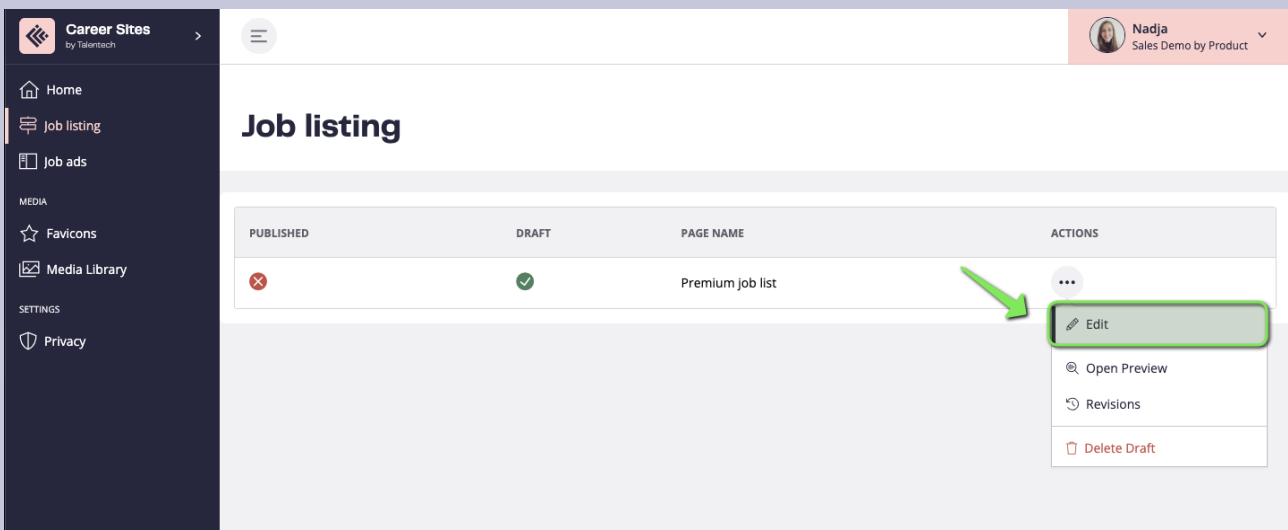 Career Sites
by Talentech
Nadja
Sales Demo by Product
Home
Job listing
Job ads
MEDIA
Favicons
Media Library
SETTINGS
Privacy
Job listing
PUBLISHED DRAFT PAGE NAME ACTIONS
Premium job list
Edit
Open Preview
Revisions
Delete Draft